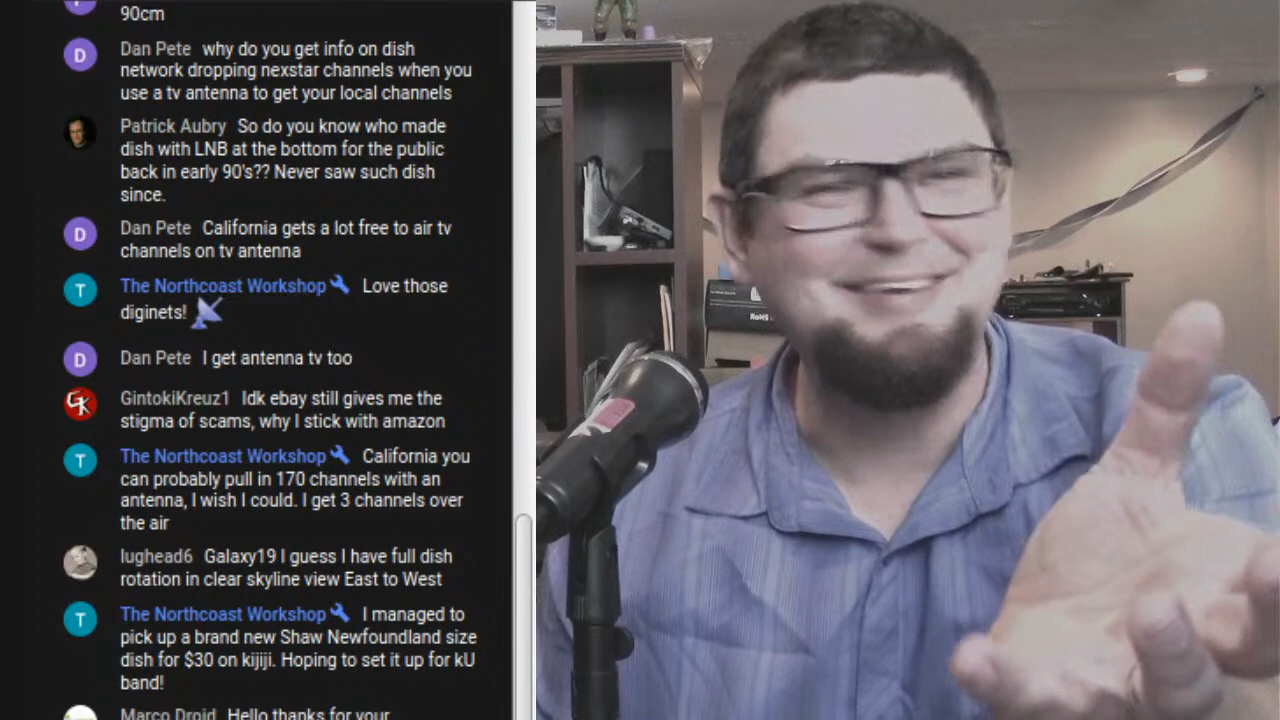 90cm
D
Dan Pete why do you get info on dish
network dropping nexstar channels when you
use a tv antenna to get your local channels
Patrick Aubry So do you know who made
dish with LNB at the bottom for the public
back in early 90's?? Never saw such dish
since.
D
Dan Pete California gets a lot free to air tv
channels on tv antenna
T
The Northcoast Workshop Love those
diginets!
D
Dan Pete I get antenna tv too
GK
GintokiKreuz1 Idk ebay still gives me the
stigma of scams, why I stick with amazon
T
The Northcoast Workshop California you
can probably pull in 170 channels with an
antenna, I wish I could. I get 3 channels over
the air
lughead6 Galaxy19 I guess I have full dish
rotation in clear skyline view East to West
T
The Northcoast Workshop I managed to
pick up a brand new Shaw Newfoundland size
dish for $30 on kijiji. Hoping to set it up for kU
band!
Marco Droid Hello thanks for your
RoHS